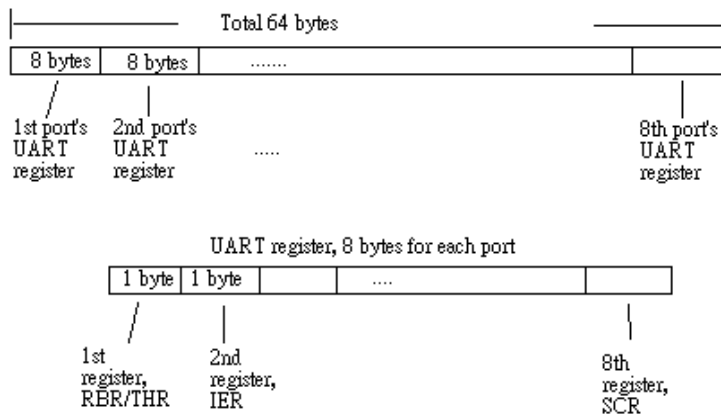 Total 64 bytes
8 bytes
8 bytes
.......
1st port's
UART
register
2nd port's
UART
register
.....
8th port's
UART
register
UART register, 8 bytes for each port
1 byte
1 byte
....
1st
register,
RBR/THR
2nd
register,
IER
8th
register,
SCR